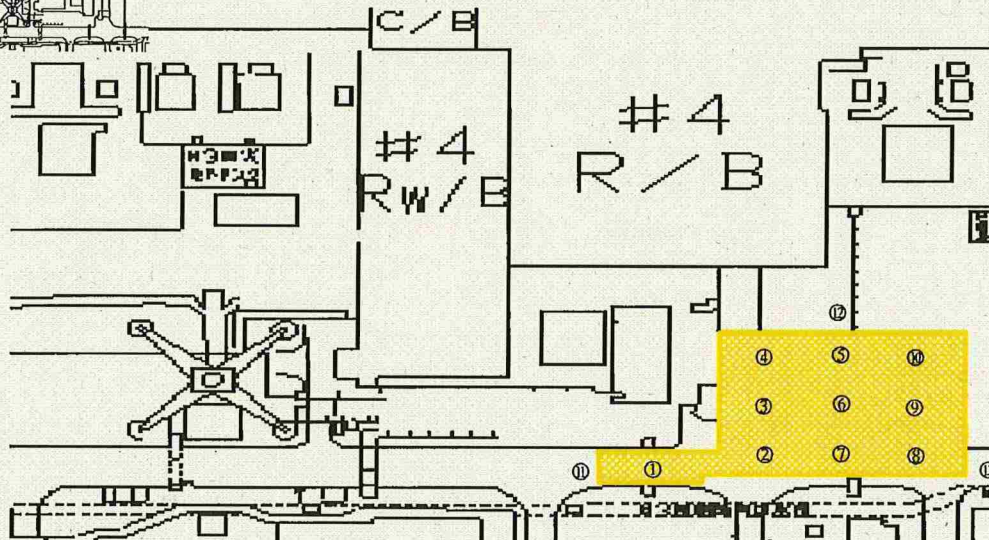 C/B
#4
RW/B
#4
R/B
⑫
④ ⑤ ⑩
③ ⑥ ⑨
② ⑦ ⑧
⑪ ①